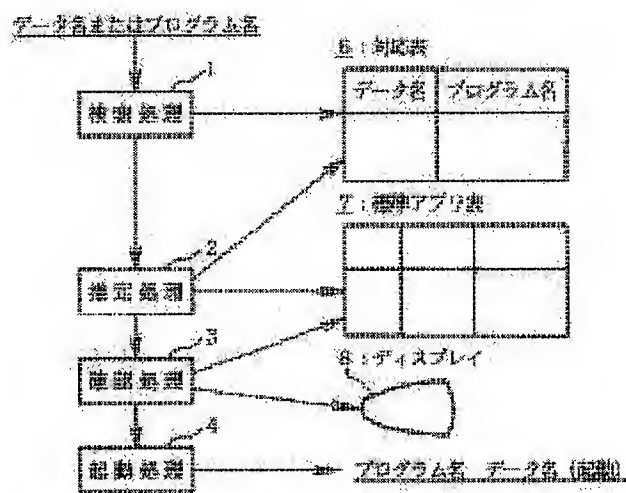 データ名またはプログラム名
1
検索処理
6:対応表
データ名 プログラム名
2
推定処理
7:標準アプリ表
3
確認処理
8:ディスプレイ
4
起動処理
プログラム名 データ名(起動)